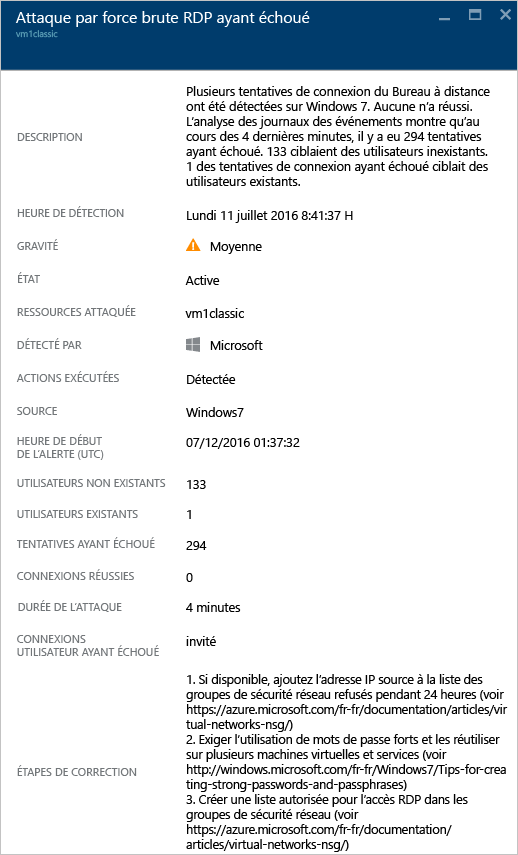 Attaque par force brute RDP ayant échoué
vm1classic
DESCRIPTION
Plusieurs tentatives de connexion du Bureau à distance
ont été détectées sur Windows 7. Aucune n'a réussi.
L'analyse des journaux des événements montre qu'au
cours des 4 dernières minutes, il y a eu 294 tentatives
ayant échoué. 133 ciblaient des utilisateurs inexistants.
1 des tentatives de connexion ayant échoué ciblait des
utilisateurs existants.
HEURE DE DÉTECTION
Lundi 11 juillet 2016 8:41:37 H
GRAVITÉ
Moyenne
ÉTAT
Active
RESSOURCES ATTAQUÉE
vm1classic
DÉTECTÉ PAR
Microsoft
ACTIONS EXÉCUTÉES
Détectée
SOURCE
Windows7
HEURE DE DÉBUT
DE L'ALERTE (UTC)
07/12/2016 01:37:32
UTILISATEURS NON EXISTANTS
133
UTILISATEURS EXISTANTS
1
TENTATIVES AYANT ÉCHOUÉ
294
CONNEXIONS RÉUSSIES
0
DURÉE DE L'ATTAQUE
4 minutes
CONNEXIONS
UTILISATEUR AYANT ÉCHOUÉ
invité
ÉTAPES DE CORRECTION
1. Si disponible, ajoutez l'adresse IP source à la liste des
groupes de sécurité réseau refusés pendant 24 heures (voir
https://azure.microsoft.com/fr-fr/documentation/articles/vir
tual-networks-nsg/)
2. Exiger l'utilisation de mots de passe forts et les réutiliser
sur plusieurs machines virtuelles et services (voir
http://windows.microsoft.com/fr-fr/Windows7/Tips-for-crea
ting-strong-passwords-and-passphrases)
3. Créer une liste autorisée pour l'accès RDP dans les
groupes de sécurité réseau (voir
https://azure.microsoft.com/fr-fr/documentation/
articles/virtual-networks-nsg/)